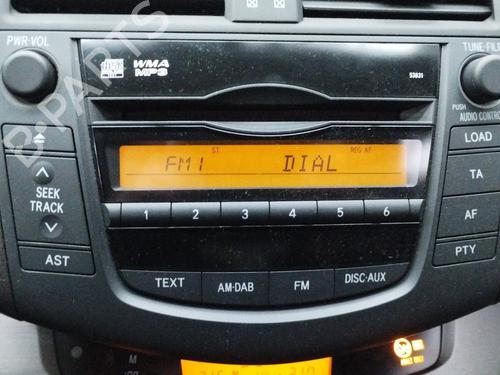 PWR·VOL
TUNE·FILE
WMA
MP3
53831
PUSH
AUDIO CONTROL
ST
REG AF
FM1 DIAL
LOAD
SEEK
TRACK
TA
AF
1 2 3 4 5 6
PTY
AST
TEXT
AM·DAB
FM
DISC·AUX
B-PARTS